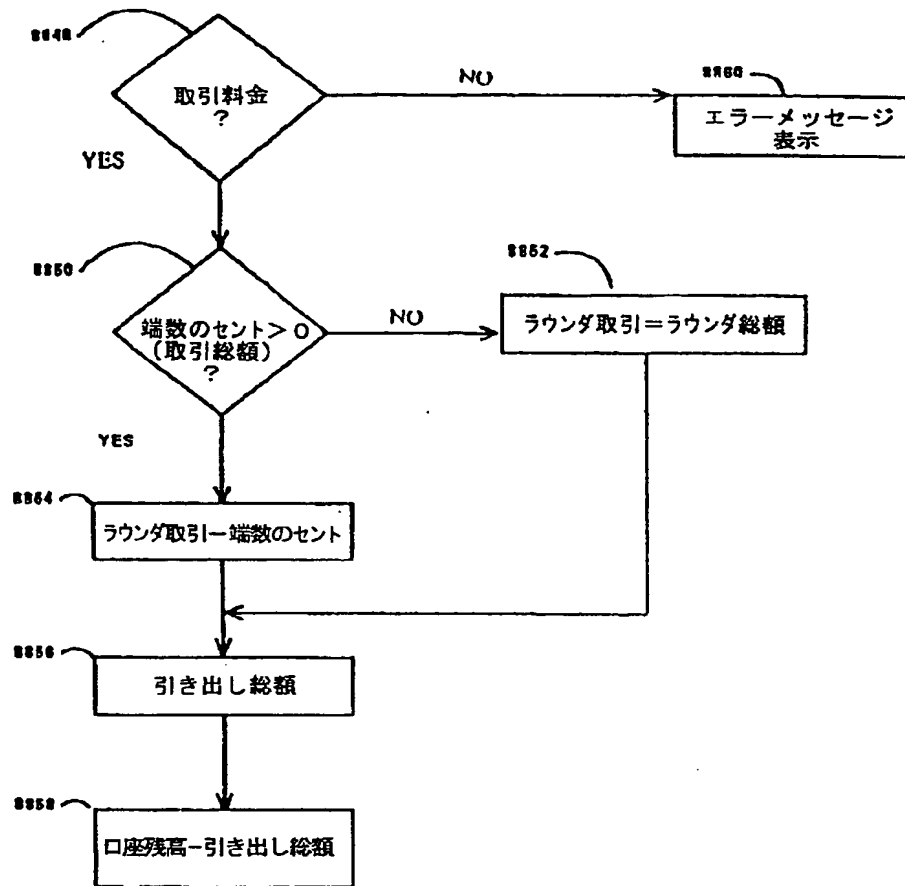 取引料金
?
NO
エラーメッセージ
表示
YES
端数のセント>0
(取引総額)
?
NO
ラウンダ取引=ラウンダ総額
YES
ラウンダ取引-端数のセント
引き出し総額
口座残高-引き出し総額